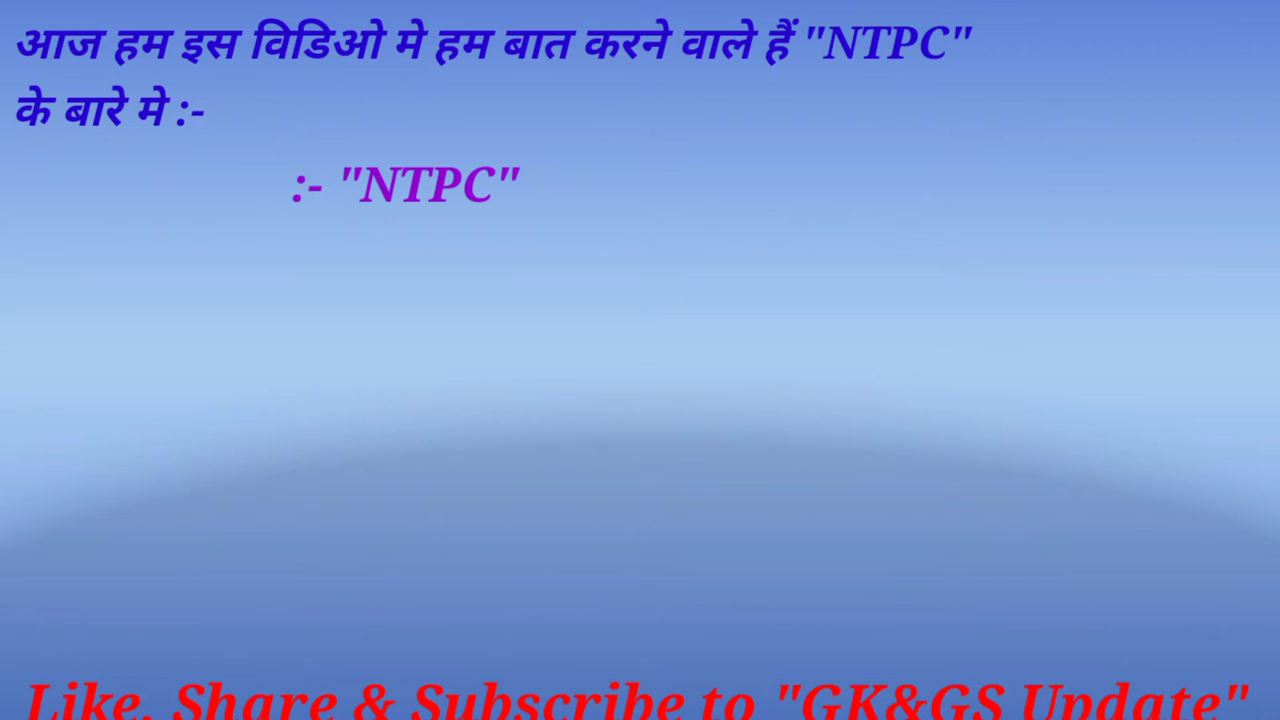 आज हम इस विडिओ मे हम बात करने वाले हैं "NTPC"
के बारे मे :-
:- "NTPC"
Like, Share & Subscribe to "GK&GS Update"